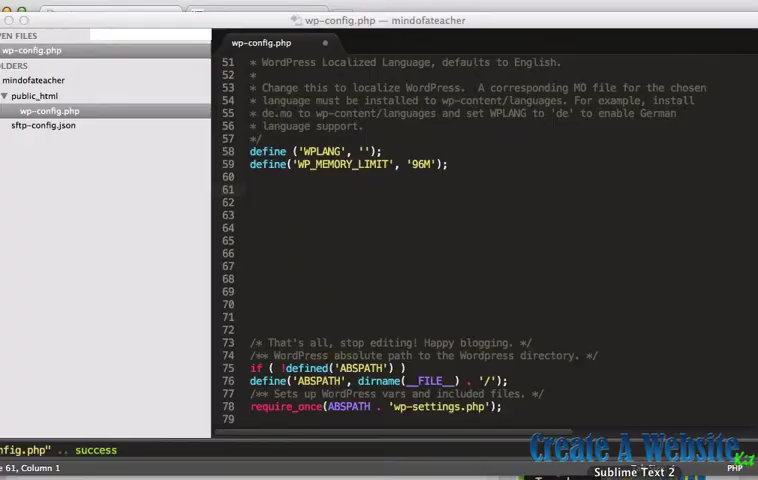 wp-config.php — mindofateacher
EN FILES
wp-config.php
wp-config.php
LDERS
mindofateacher
public_html
wp-config.php
sftp-config.json
51 * WordPress Localized Language, defaults to English.
52 *
53 * Change this to localize WordPress. A corresponding MO file for the chosen
54 * language must be installed to wp-content/languages. For example, install
55 * de.mo to wp-content/languages and set WPLANG to 'de' to enable German
56 * language support.
57 */
58 define ('WPLANG', '');
59 define('WP_MEMORY_LIMIT', '96M');
60
61
62
63
64
65
66
67
68
69
70
71
72
73 /* That's all, stop editing! Happy blogging. */
74 /** WordPress absolute path to the Wordpress directory. */
75 if ( !defined('ABSPATH') )
76 define('ABSPATH', dirname(__FILE__) . '/');
77 /** Sets up WordPress vars and included files. */
78 require_once(ABSPATH . 'wp-settings.php');
79
nfig.php" .. success
e 61, Column 1
Create A Website
Kit
PHP
Sublime Text 2